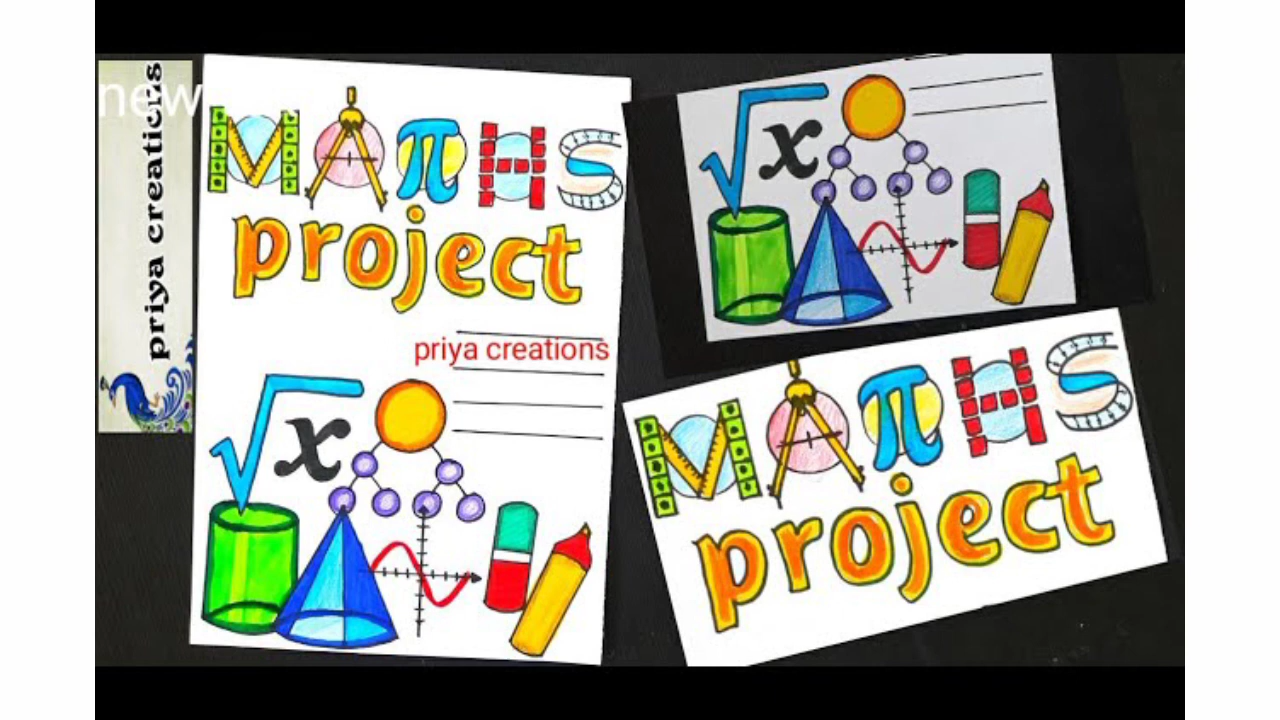 new
priya creations
MATHS
project
priya creations
√x
x
MATHS
project